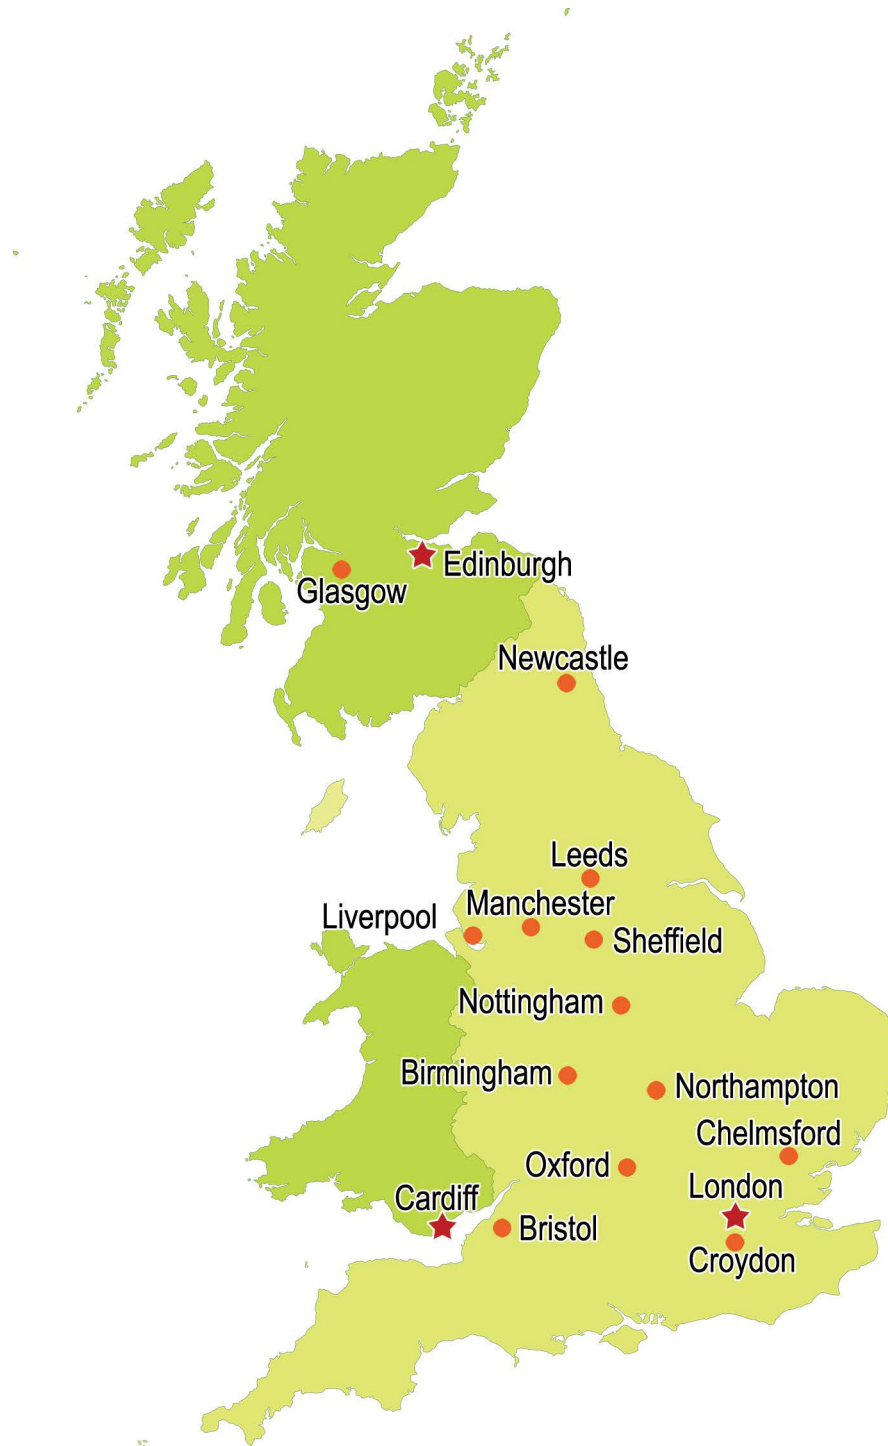 Edinburgh
Glasgow
Newcastle
Leeds
Manchester
Liverpool
Sheffield
Nottingham
Birmingham
Northampton
Chelmsford
Oxford
London
Cardiff
Bristol
Croydon